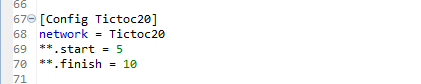 66
67 [Config Tictoc20]
68 network = Tictoc20
69 **.start = 5
70 **.finish = 10
71